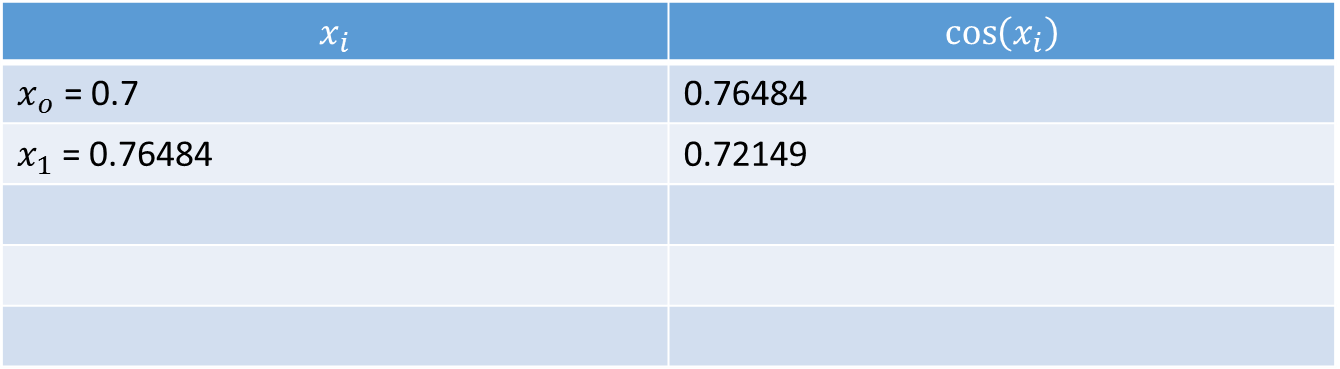 xᵢ cos(xᵢ)
xₒ = 0.7 0.76484
x₁ = 0.76484 0.72149